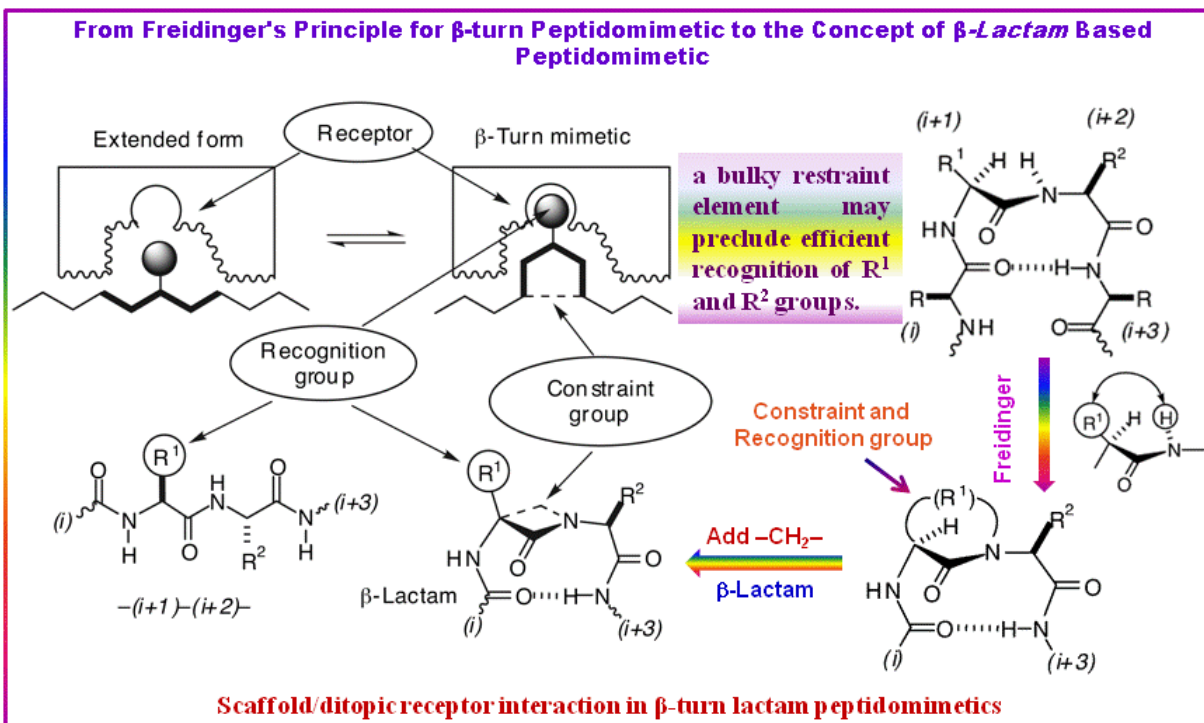 From Freidinger's Principle for β-turn Peptidomimetic to the Concept of β-Lactam Based
Peptidomimetic
Extended form
Receptor
β-Turn mimetic
a bulky restraint
element may
preclude efficient
recognition of R¹
and R² groups.
(i+1)
(i+2)
R¹
H
H
N
R²
O
O
NH
O
H-N
R
R
(i)
NH
O
(i+3)
Recognition
group
Constraint
group
Constraint and
Recognition group
Freidinger
R¹
H
H
N
O
O
R¹
H
N
O
(i)
N
H
O
R²
N
H
(i+3)
–(i+1)–(i+2)–
R¹
R²
N
NH
O
O
β-Lactam
O
H-N
(i)
(i+3)
Add –CH₂–
β-Lactam
(R¹)
H
R²
N
HN
O
O
O
H-N
(i)
(i+3)
Scaffold/ditopic receptor interaction in β-turn lactam peptidomimetics